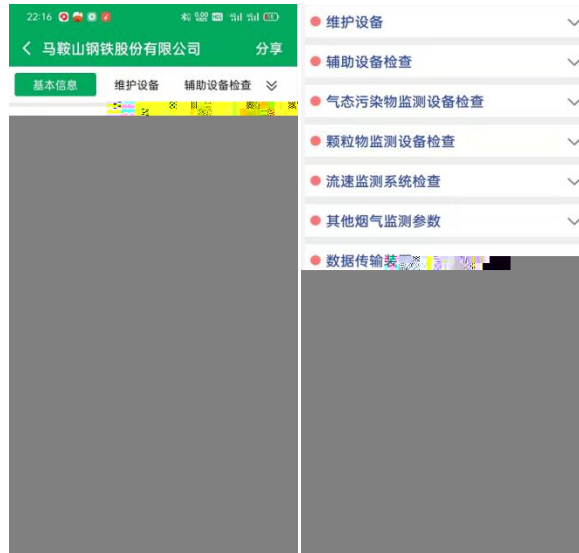 22:16
马鞍山钢铁股份有限公司 分享
基本信息 维护设备 辅助设备检查
维护设备
辅助设备检查
气态污染物监测设备检查
颗粒物监测设备检查
流速监测系统检查
其他烟气监测参数
数据传输装